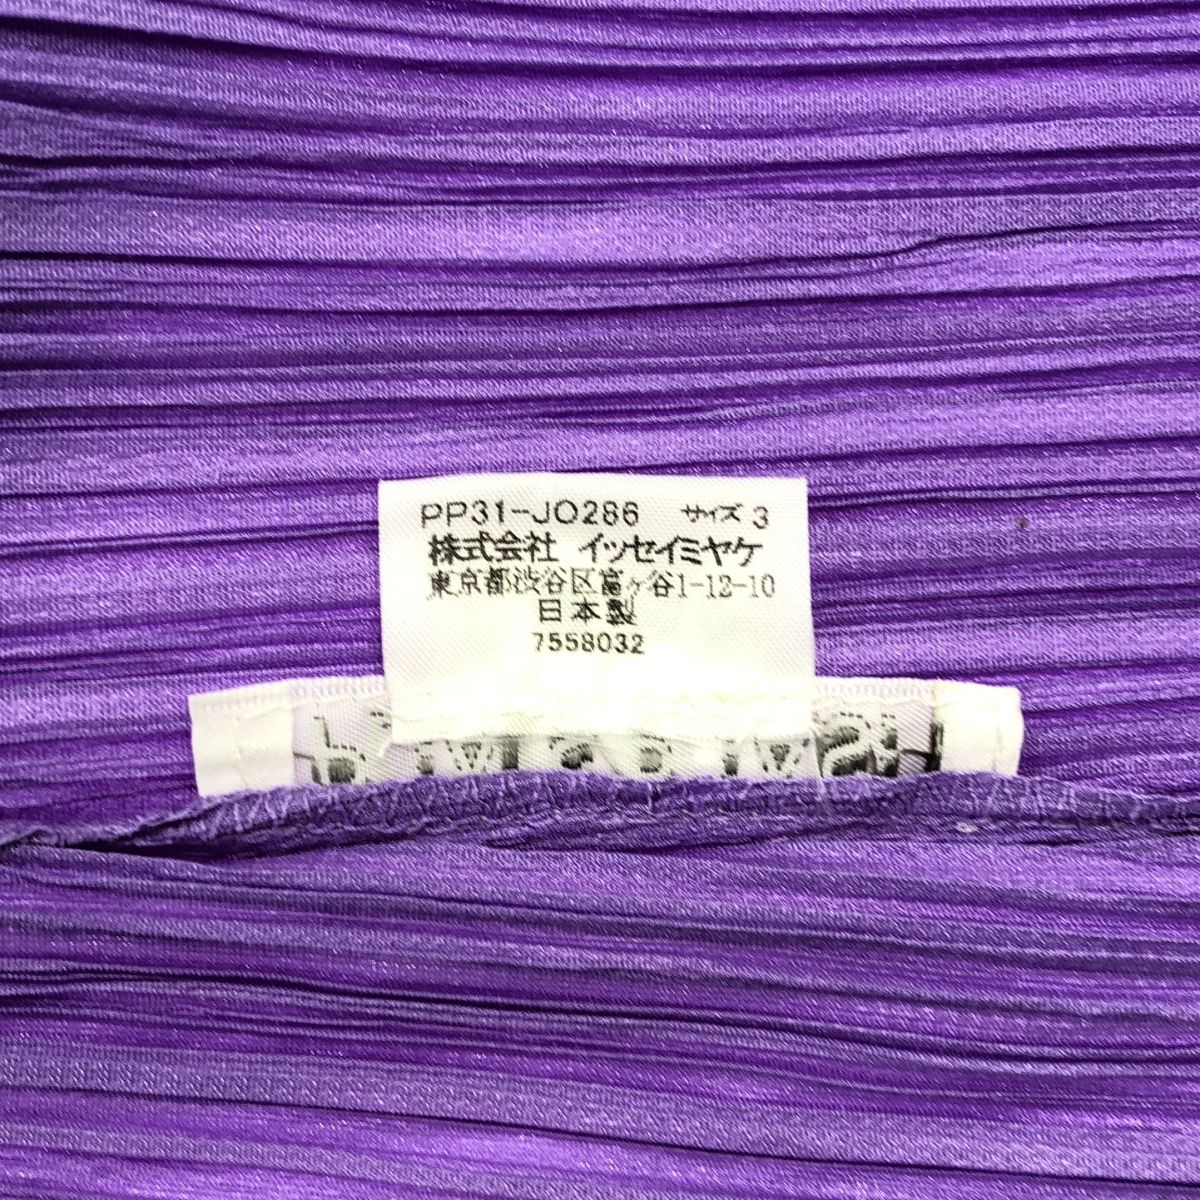 PP31-JO286 サイズ 3
株式会社 イッセイミヤケ
東京都渋谷区富ヶ谷1-12-10
日本製
7558032